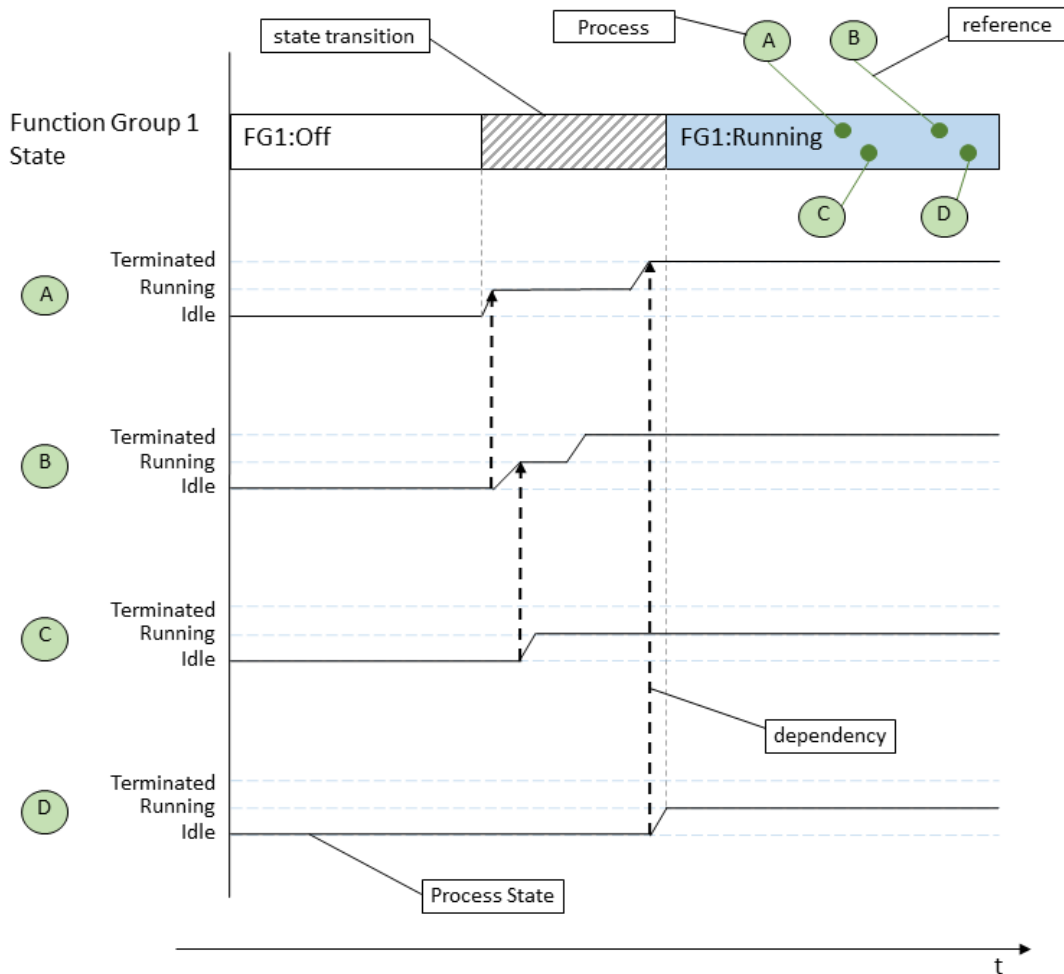 state transition
Process
A
B
reference
Function Group 1
State
FG1:Off
FG1:Running
C
D
Terminated
A
Running
Idle
Terminated
B
Running
Idle
Terminated
C
Running
Idle
dependency
Terminated
D
Running
Idle
Process State
t